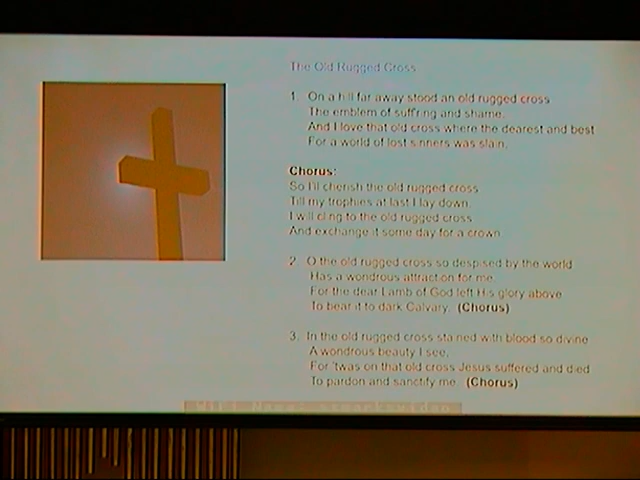 The Old Rugged Cross
1. On a hill far away stood an old rugged cross
The emblem of suff'ring and shame,
And I love that old cross where the dearest and best
For a world of lost sinners was slain.
Chorus:
So I'll cherish the old rugged cross
Till my trophies at last I lay down.
I will cling to the old rugged cross
And exchange it some day for a crown
2. O the old rugged cross so despised by the world
Has a wondrous attraction for me.
For the dear Lamb of God left His glory above
To bear it to dark Calvary. (Chorus)
3. In the old rugged cross stained with blood so divine
A wondrous beauty I see,
For 'twas on that old cross Jesus suffered and died
To pardon and sanctify me. (Chorus)